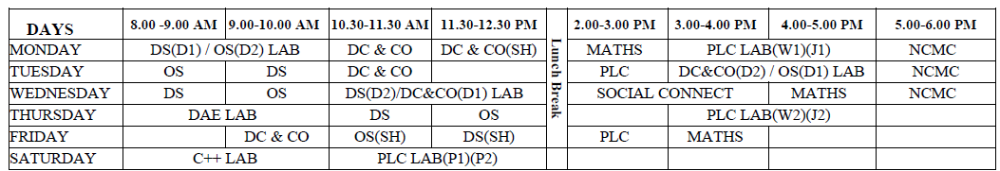 DAYS 8.00 -9.00 AM 9.00-10.00 AM 10.30-11.30 AM 11.30-12.30 PM Lunch Break 2.00-3.00 PM 3.00-4.00 PM 4.00-5.00 PM 5.00-6.00 PM
MONDAY DS(D1) / OS(D2) LAB DC & CO DC & CO(SH) MATHS PLC LAB(W1)(J1) NCMC
TUESDAY OS DS DC & CO PLC DC&CO(D2) / OS(D1) LAB NCMC
WEDNESDAY DS OS DS(D2)/DC&CO(D1) LAB SOCIAL CONNECT MATHS NCMC
THURSDAY DAE LAB DS OS PLC LAB(W2)(J2)
FRIDAY DC & CO OS(SH) DS(SH) PLC MATHS
SATURDAY C++ LAB PLC LAB(P1)(P2)